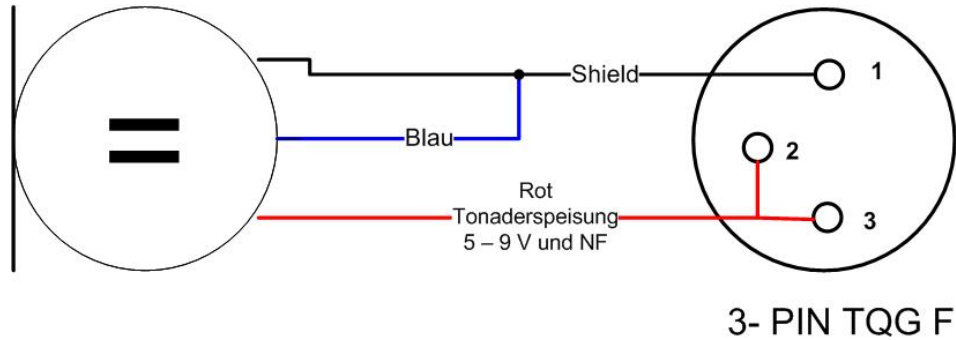 Shield
1
Blau
2
Rot
Tonaderspeisung
5 – 9 V und NF
3
3- PIN TQG F